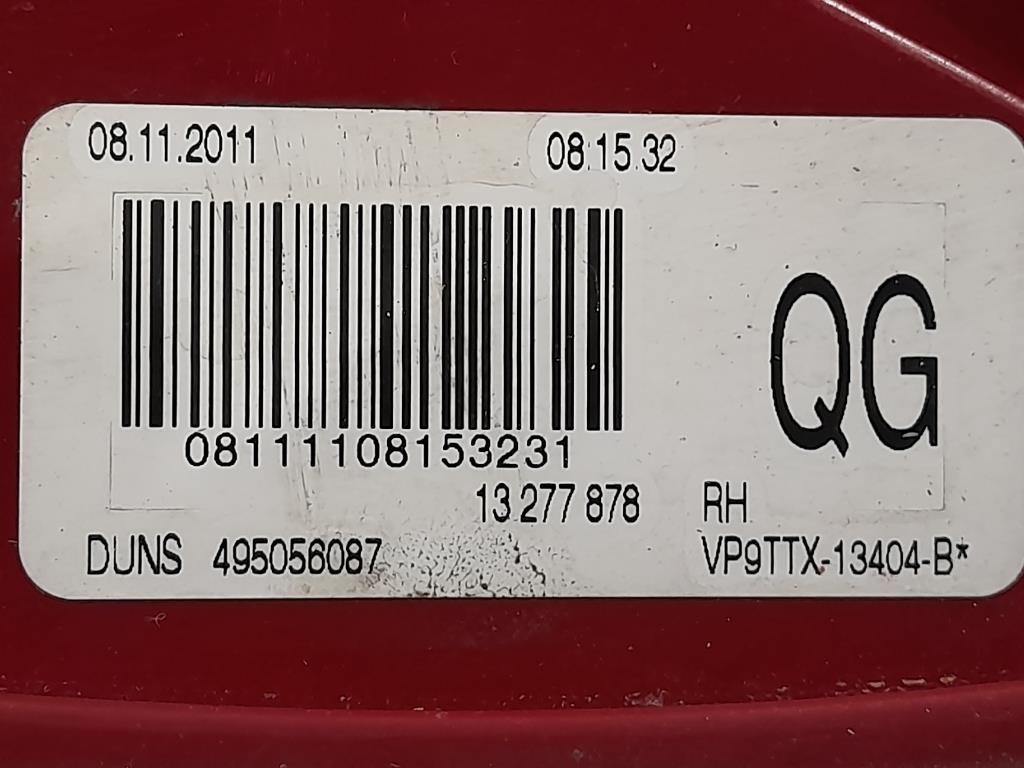 08.11.2011 08:15.32
QG
08111108153231
13 277 878 RH
DUNS 495056087 VP9TTX-13404-B*